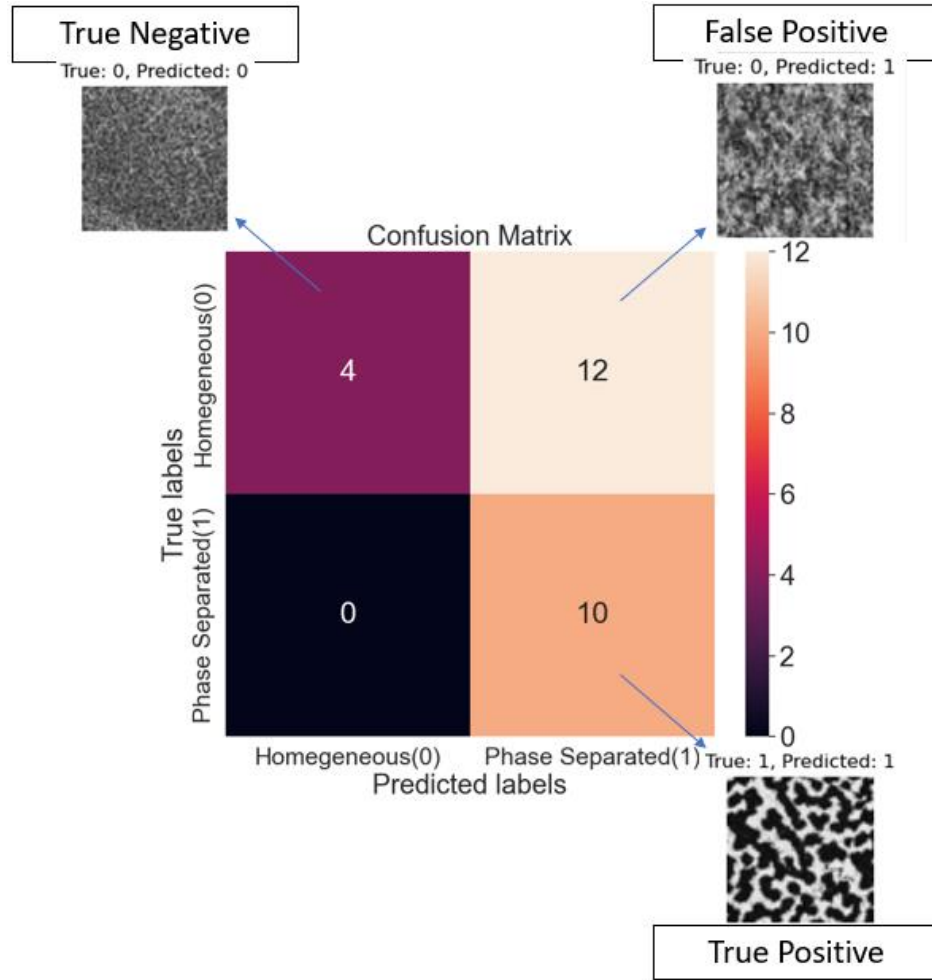 True Negative
True: 0, Predicted: 0
False Positive
True: 0, Predicted: 1
Confusion Matrix
True labels
Homegeneous(0)
Phase Separated(1)
4
12
0
10
12
10
8
6
4
2
0
Homegeneous(0)
Phase Separated(1)
Predicted labels
True: 1, Predicted: 1
True Positive